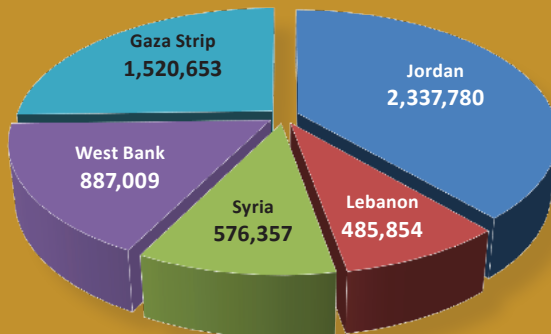 Gaza Strip
1,520,653
Jordan
2,337,780
West Bank
887,009
Syria
576,357
Lebanon
485,854